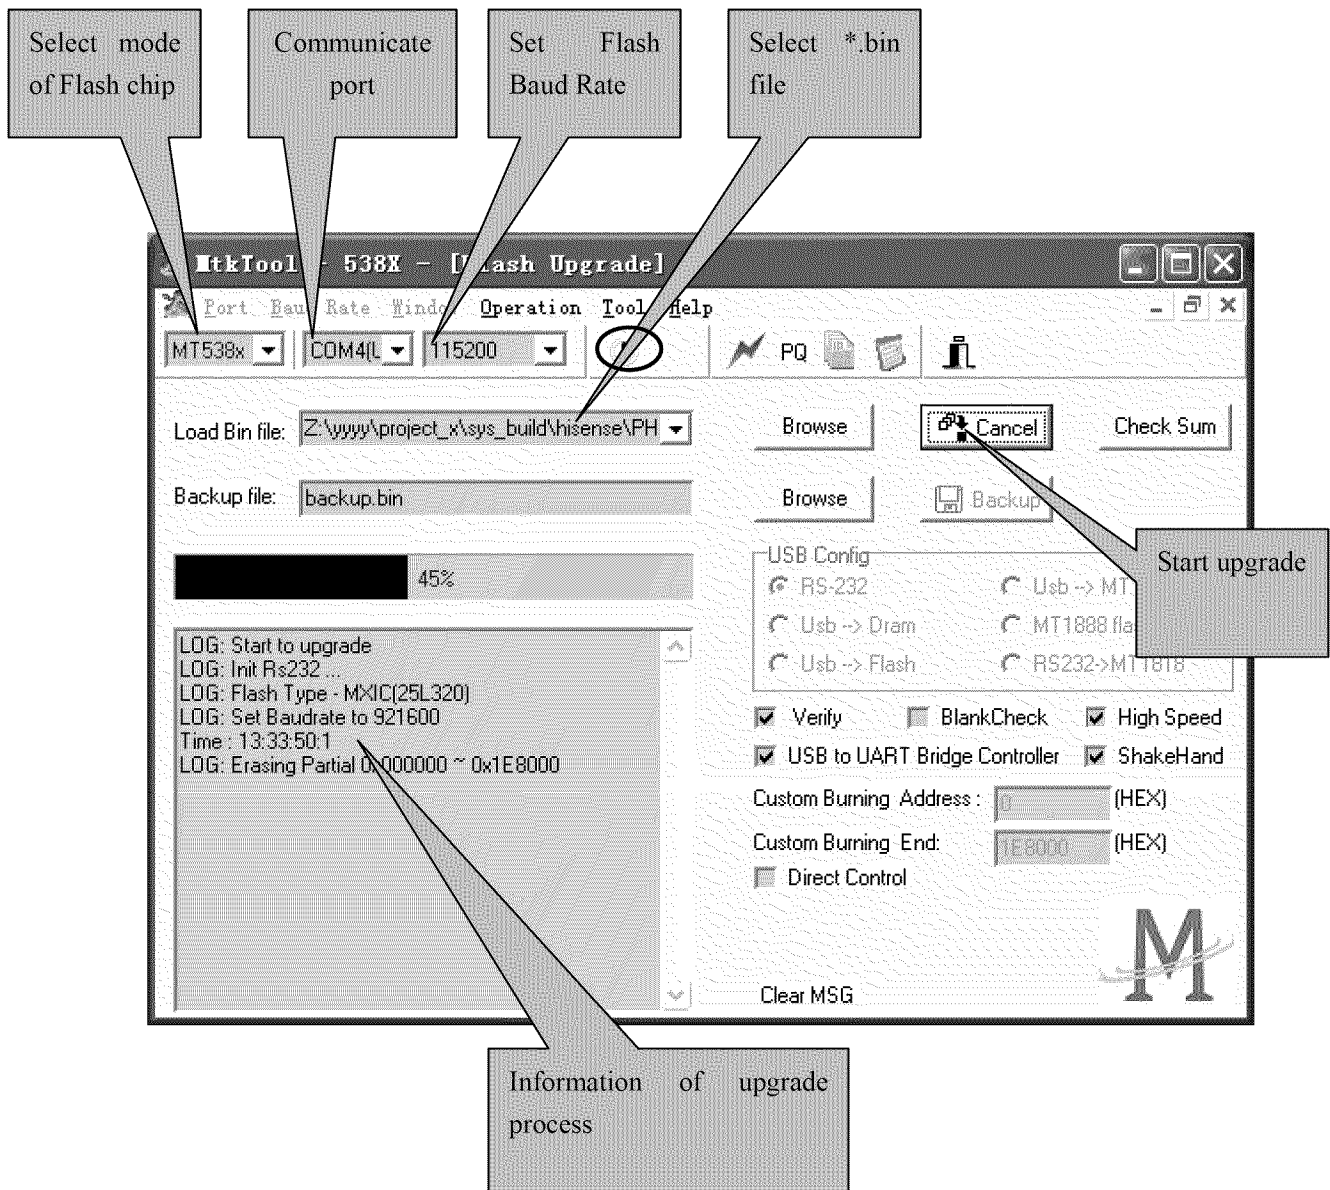 Select mode
of Flash chip
Communicate
port
Set Flash
Baud Rate
Select *.bin
file
MtkTool - 538X - [Flash Upgrade]
Port Baud Rate Window Operation Tool Help
MT538x
COM4(U
115200
PQ
Load Bin file:
Z:\yyyy\project_x\sys_build\hisense\PH
Browse
Cancel
Check Sum
Backup file:
backup.bin
Browse
Backup
Start upgrade
45%
USB Config
RS-232
Usb --> MT
Usb --> Dram
MT1888 fla
Usb --> Flash
RS232->MT1818
LOG: Start to upgrade
LOG: Init Rs232 ...
LOG: Flash Type - MXIC(25L320)
LOG: Set Baudrate to 921600
Time : 13:33:50:1
LOG: Erasing Partial 0x000000 ~ 0x1E8000
Verify
BlankCheck
High Speed
USB to UART Bridge Controller
ShakeHand
Custom Burning Address :
0
(HEX)
Custom Burning End:
1E8000
(HEX)
Direct Control
M
Clear MSG
Information of upgrade
process